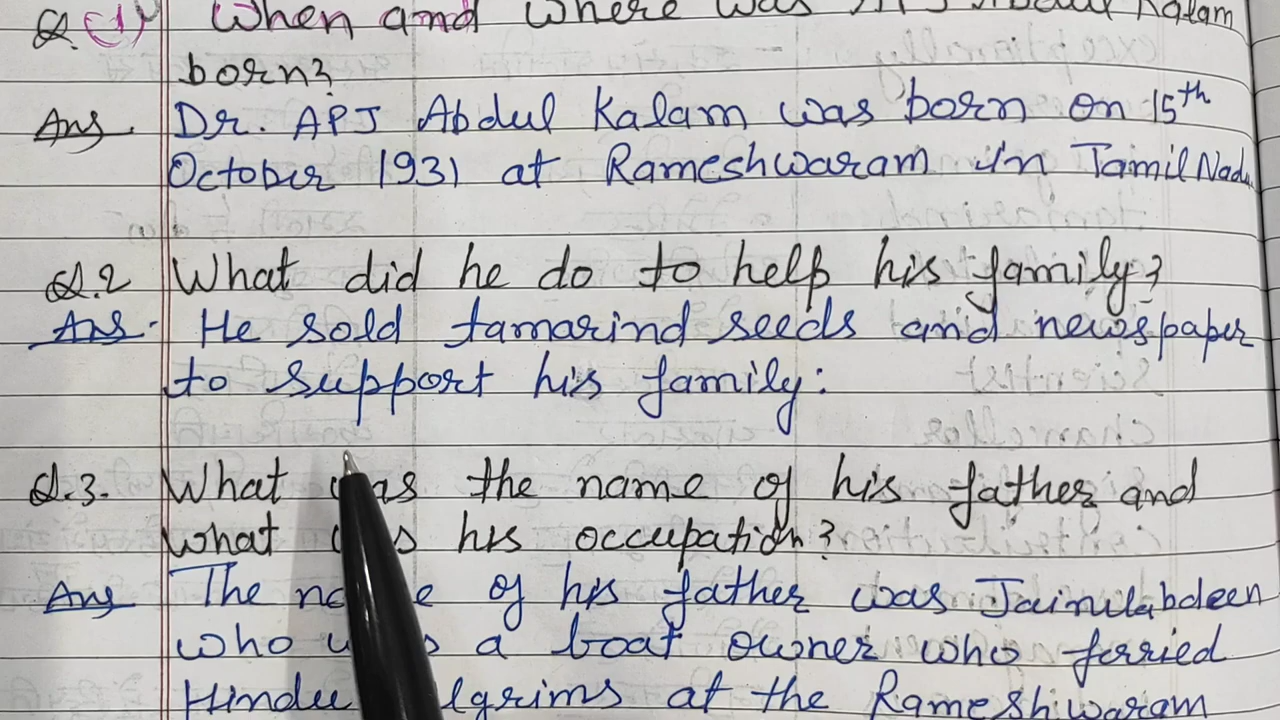 Q.(1) When and where was APJ Abdul Kalam
born?
Ans. Dr. APJ Abdul Kalam was born on 15th
October 1931 at Rameshwaram in Tamil Nadu
Q.2 What did he do to help his family?
Ans. He sold tamarind seeds and newspaper
to support his family:
Q.3. What was the name of his father and
what was his occupation?
Ans The name of his father was Jainulabdeen
who was a boat owner who ferried
Hindu pilgrims at the Rameshwaram